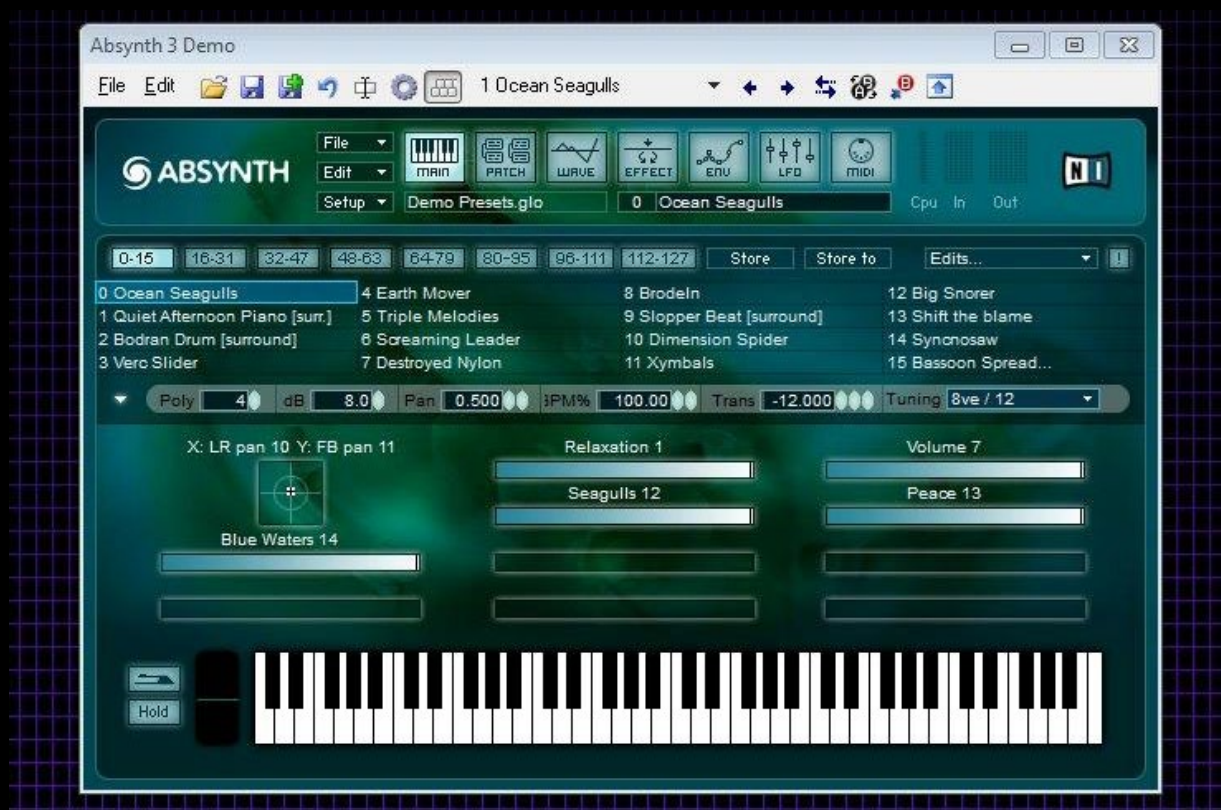 Absynth 3 Demo
File Edit 1 Ocean Seagulls
ABSYNTH
File
Edit
Setup
MAIN PATCH WAVE EFFECT ENV LFO MIDI
Demo Presets.glo 0 Ocean Seagulls
Cpu In Out
NI
0-15 16-31 32-47 48-63 64-79 80-95 96-111 112-127 Store Store to Edits... !
0 Ocean Seagulls 4 Earth Mover 8 Brodeln 12 Big Snorer
1 Quiet Afternoon Piano [surr.] 5 Triple Melodies 9 Slopper Beat [surround] 13 Shift the blame
2 Bodran Drum [surround] 6 Screaming Leader 10 Dimension Spider 14 Synonosaw
3 Verc Slider 7 Destroyed Nylon 11 Xymbals 15 Bassoon Spread...
Poly 4 dB 8.0 Pan 0.500 BPM% 100.00 Trans -12.000 Tuning 8ve / 12
X: LR pan 10 Y: FB pan 11 Relaxation 1 Volume 7
Seagulls 12 Peace 13
Blue Waters 14
Hold